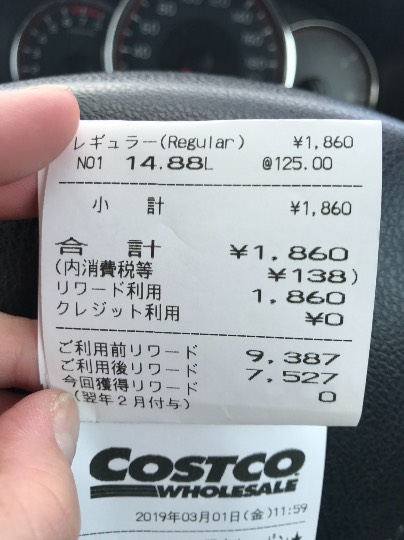 レギュラー(Regular) ¥1,860
N01 14.88L @125.00
小計 ¥1,860
合計 ¥1,860
(内消費税等 ¥138)
リワード利用 1,860
クレジット利用 ¥0
ご利用前リワード 9,387
ご利用後リワード 7,527
今回獲得リワード 0
(翌年2月付与)
COSTCO
WHOLESALE
2019年03月01日(金)11:59